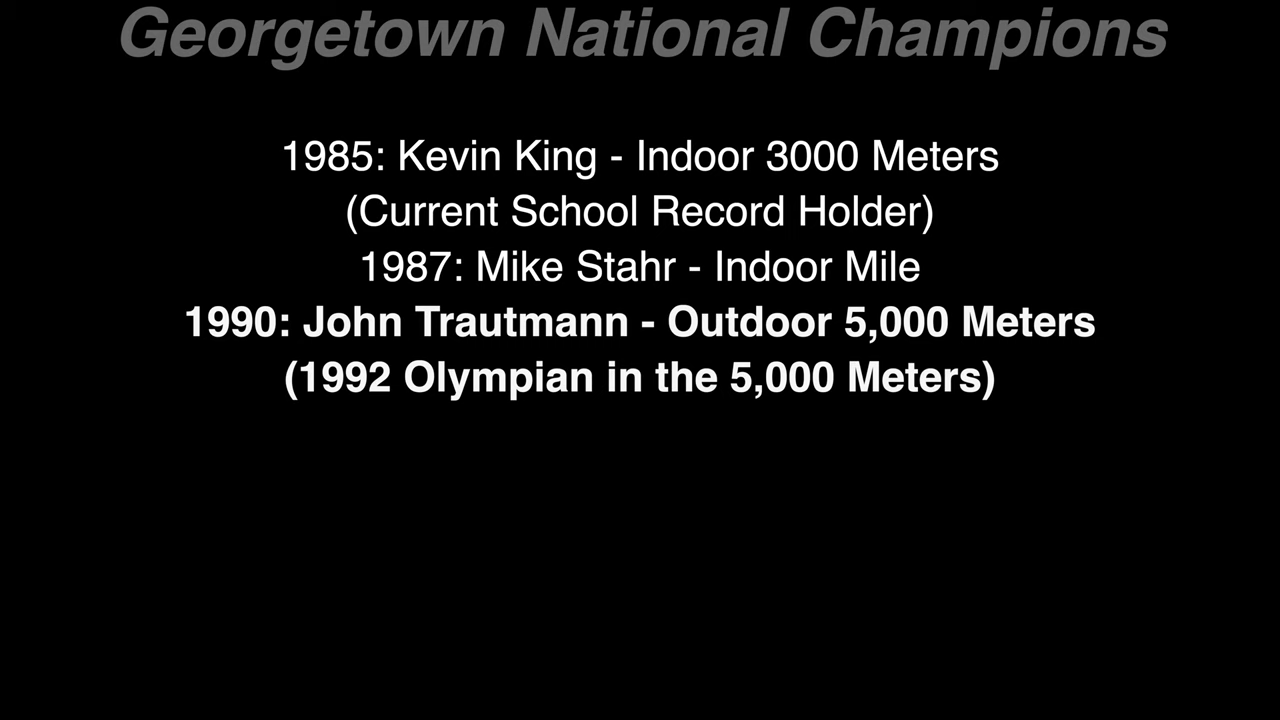 Georgetown National Champions
1985: Kevin King - Indoor 3000 Meters
(Current School Record Holder)
1987: Mike Stahr - Indoor Mile
1990: John Trautmann - Outdoor 5,000 Meters
(1992 Olympian in the 5,000 Meters)